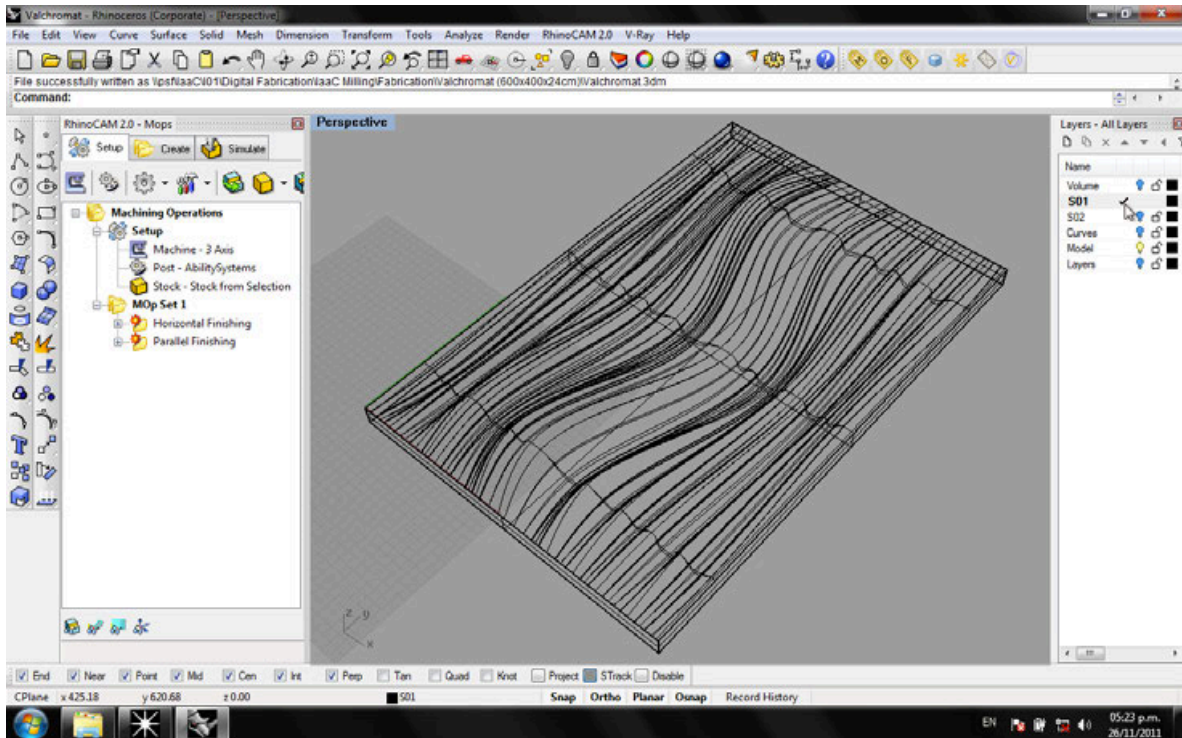 Valchromat - Rhinoceros (Corporate) - [Perspective]
File Edit View Curve Surface Solid Mesh Dimension Transform Tools Analyze Render RhinoCAM 2.0 V-Ray Help
File successfully written as \\psf\IaaC\I01\Digital Fabrication\IaaC Milling\Fabrication\Valchromat (600x400x24cm)\Valchromat.3dm
Command:
RhinoCAM 2.0 - Mops
Setup Create Simulate
Machining Operations
Setup
Machine - 3 Axis
Post - AbilitySystems
Stock - Stock from Selection
MOp Set 1
Horizontal Finishing
Parallel Finishing
Perspective
z y
x
Layers - All Layers
Name
Volume
S01
S02
Curves
Model
Layers
End Near Point Mid Cen Int Perp Tan Quad Knot Project STrack Disable
CPlane x 425.18 y 620.68 z 0.00 S01 Snap Ortho Planar Osnap Record History
EN 05:23 p.m.
26/11/2011